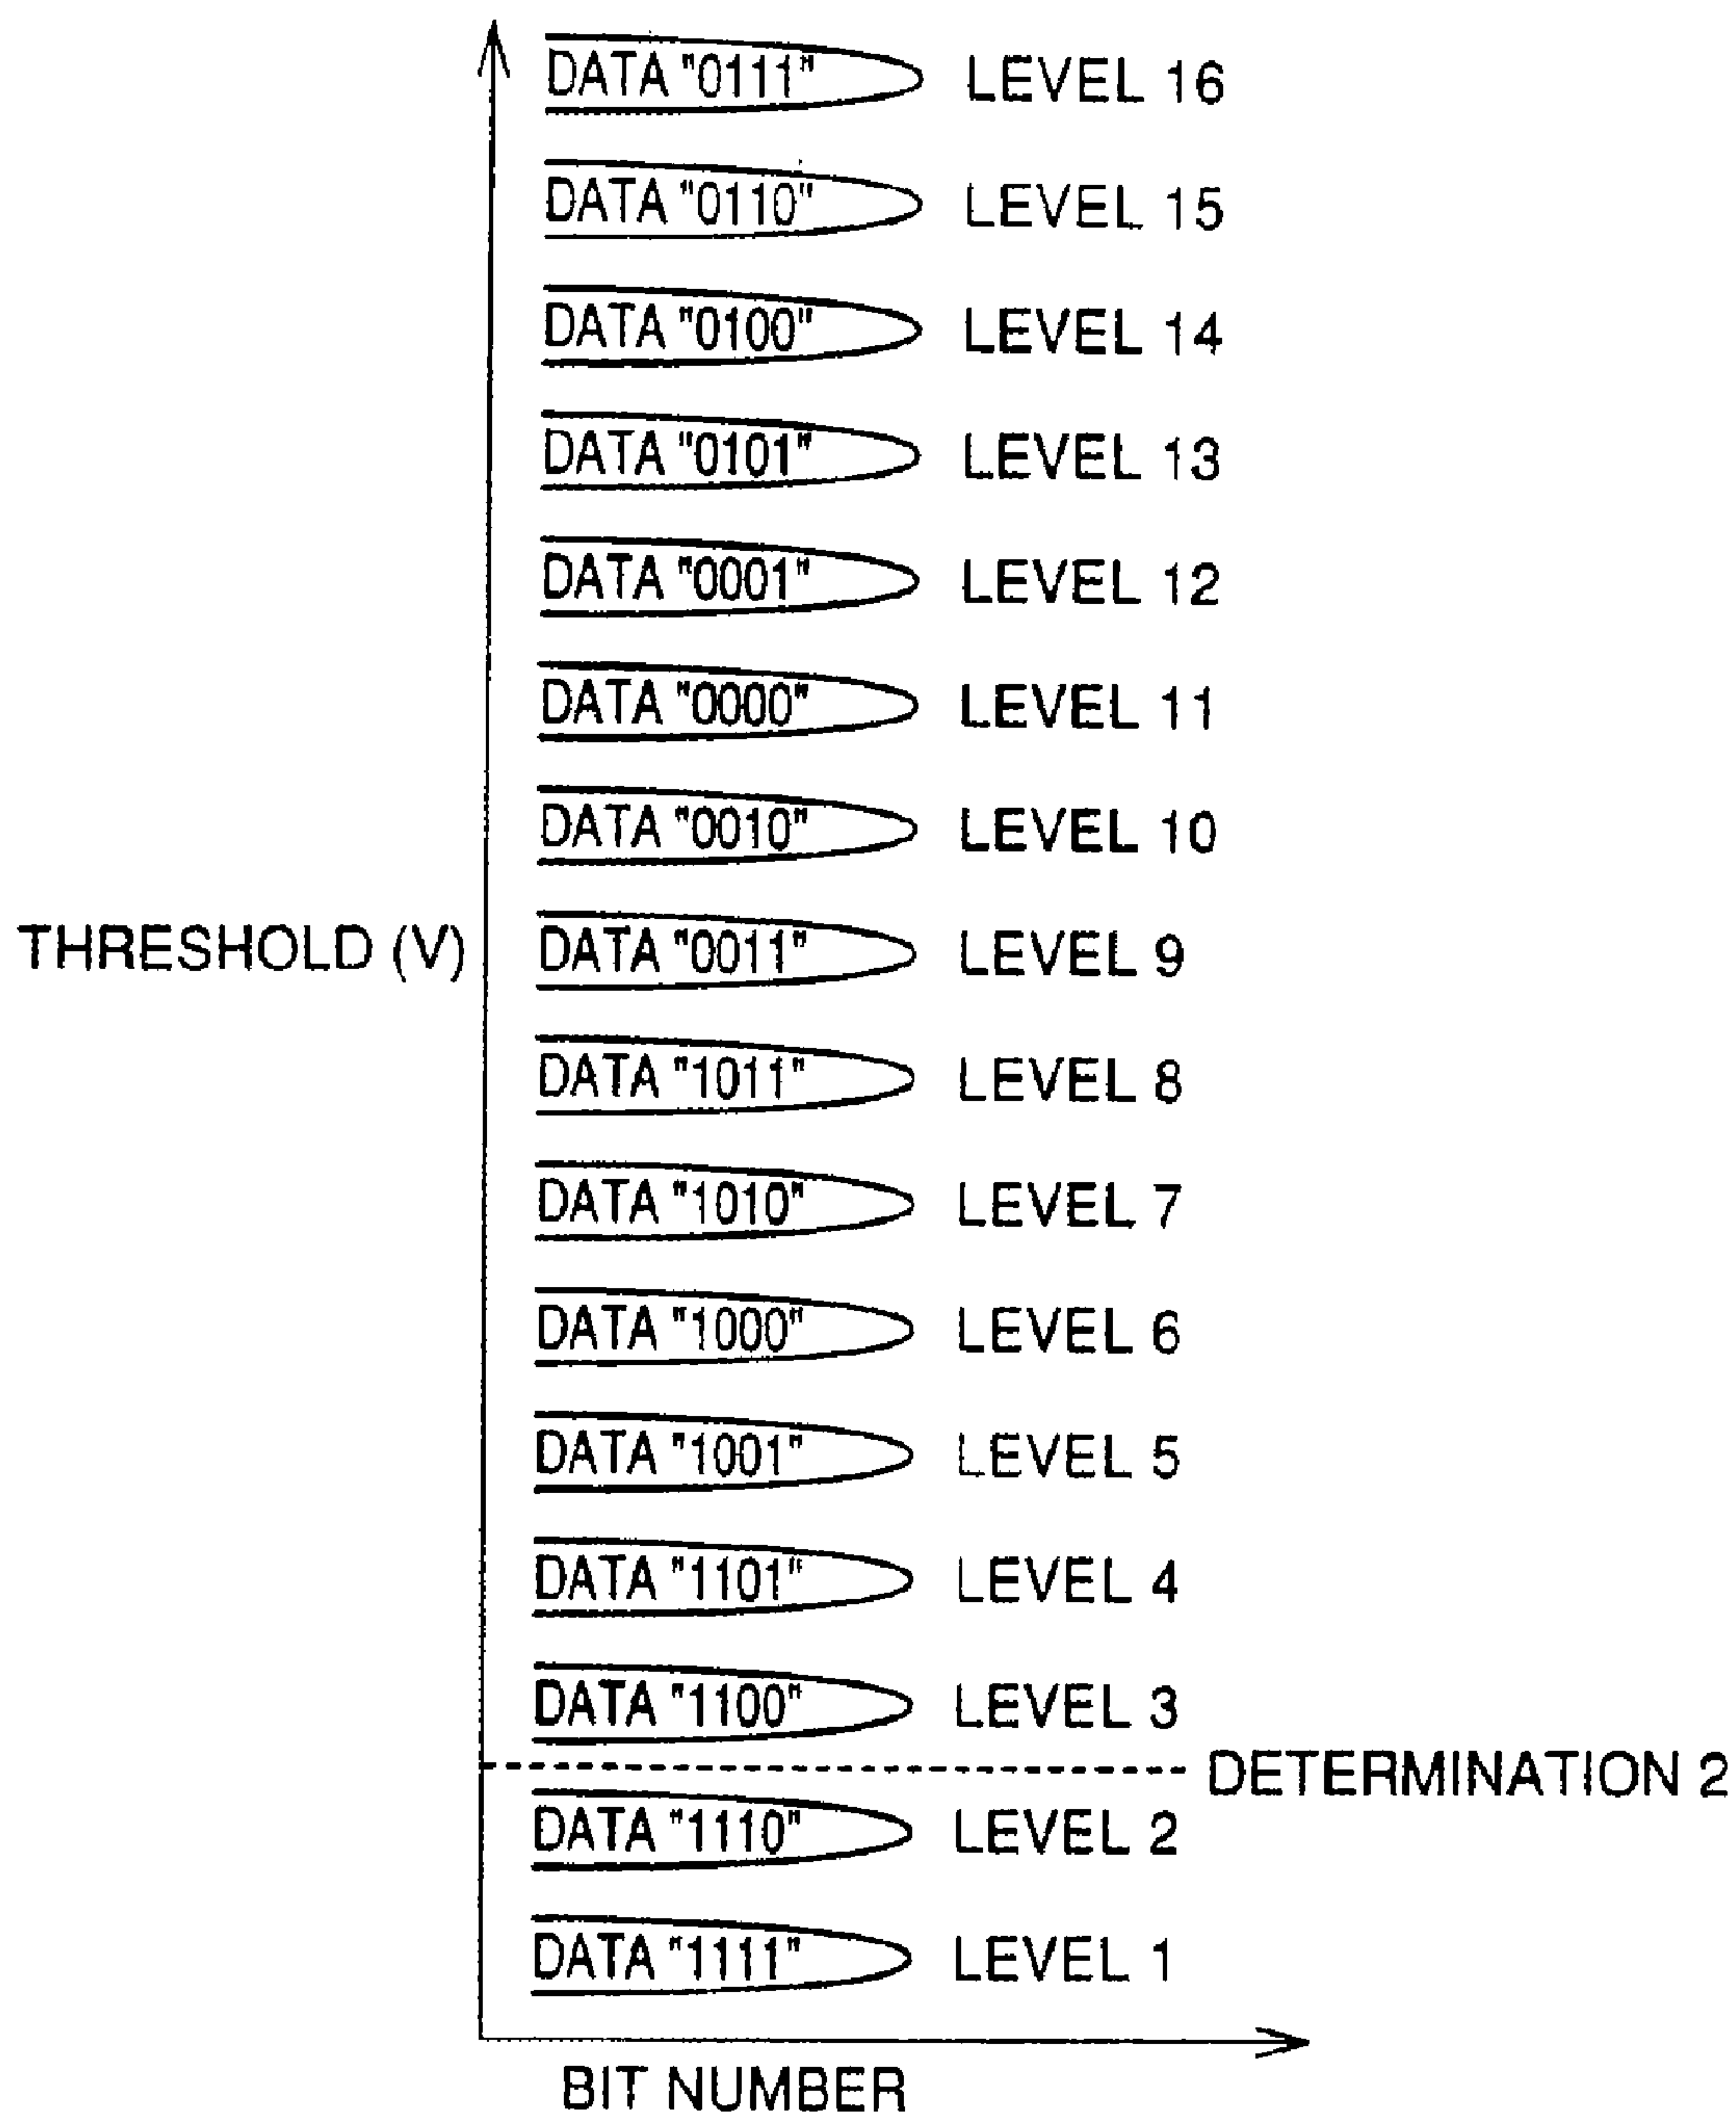 DATA "0111" LEVEL 16
DATA "0110" LEVEL 15
DATA "0100" LEVEL 14
DATA "0101" LEVEL 13
DATA "0001" LEVEL 12
DATA "0000" LEVEL 11
DATA "0010" LEVEL 10
THRESHOLD (V)
DATA "0011" LEVEL 9
DATA "1011" LEVEL 8
DATA "1010" LEVEL 7
DATA "1000" LEVEL 6
DATA "1001" LEVEL 5
DATA "1101" LEVEL 4
DATA "1100" LEVEL 3
DETERMINATION 2
DATA "1110" LEVEL 2
DATA "1111" LEVEL 1
BIT NUMBER